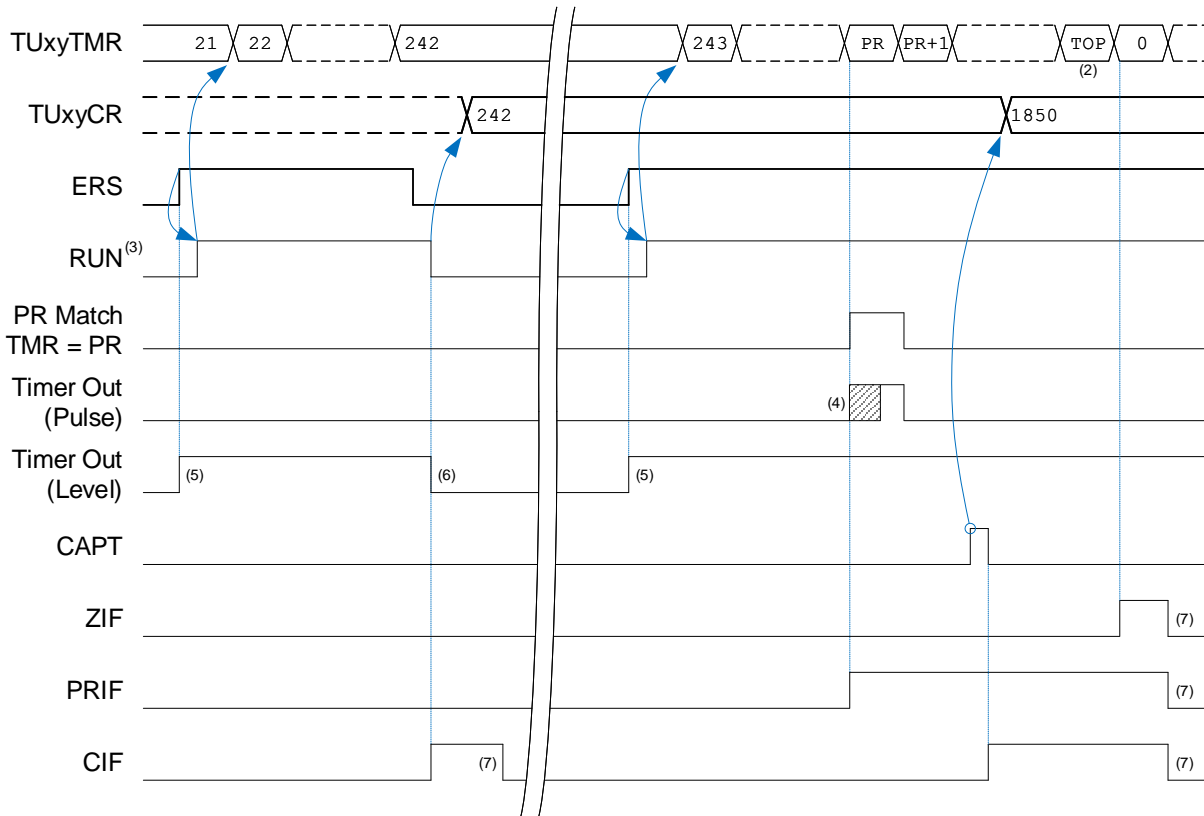 TUxyTMR 21 22 242 243 PR PR+1 TOP 0
(2)
TUxyCR 242 1850
ERS
RUN(3)
PR Match
TMR = PR
Timer Out
(Pulse)
(4)
Timer Out
(Level)
(5) (6) (5)
CAPT
ZIF (7)
PRIF (7)
CIF (7) (7)